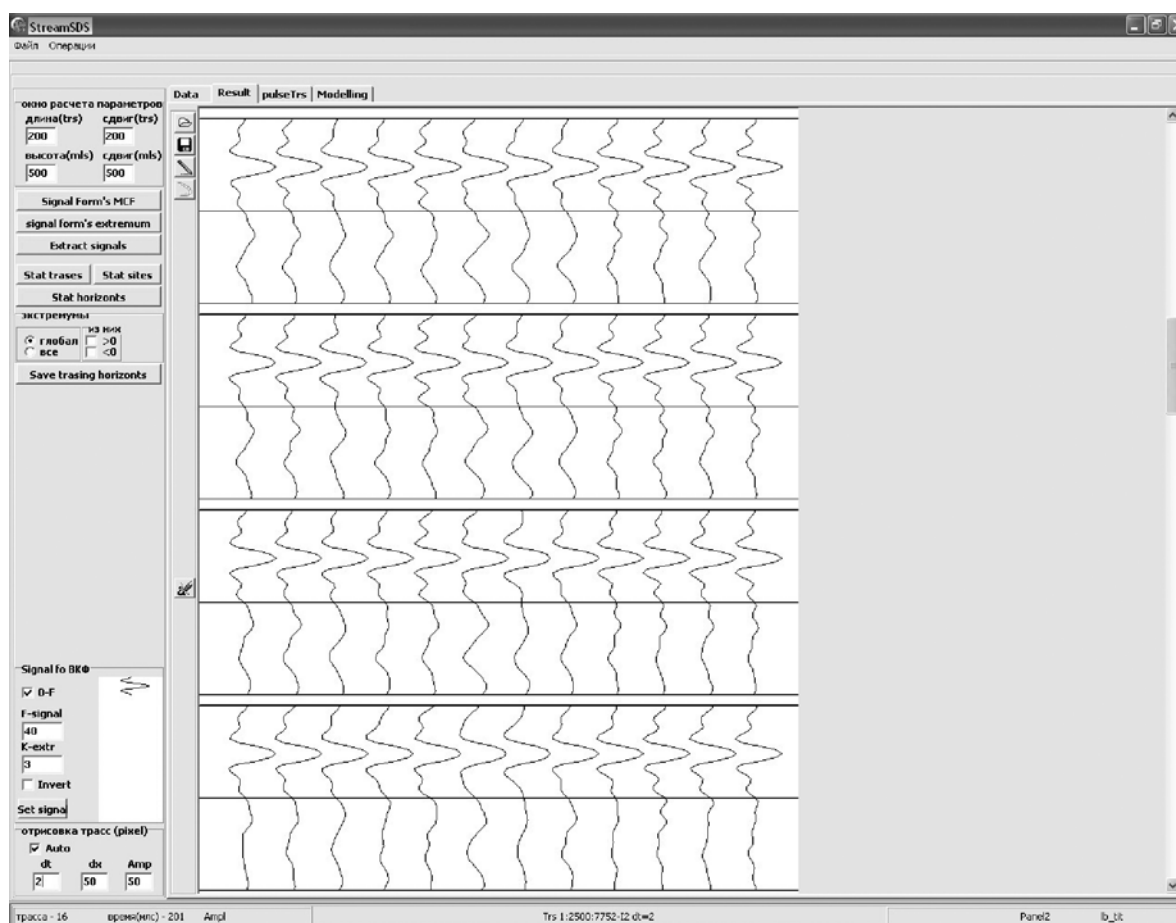 StreamSDS
Файл Операции
Data Result pulseTrs Modelling
окно расчета параметров
длина(trs) сдвиг(trs)
200 200
высота(mls) сдвиг(mls)
500 500
Signal Form's MCF
signal form's extremum
Extract signals
Stat trases Stat sites
Stat horizonts
экстремумы
из них
глобал >0
все <0
Save trasing horizonts
Signal fo ВКФ
0-F
F-signal
40
K-extr
3
Invert
Set signal
отрисовка трасс (pixel)
Auto
dt dx Amp
2 50 50
трасса - 16 время(млс) - 201 Ampl Trs 1:2500:7752-I2 dt=2 Panel2 lb_tit